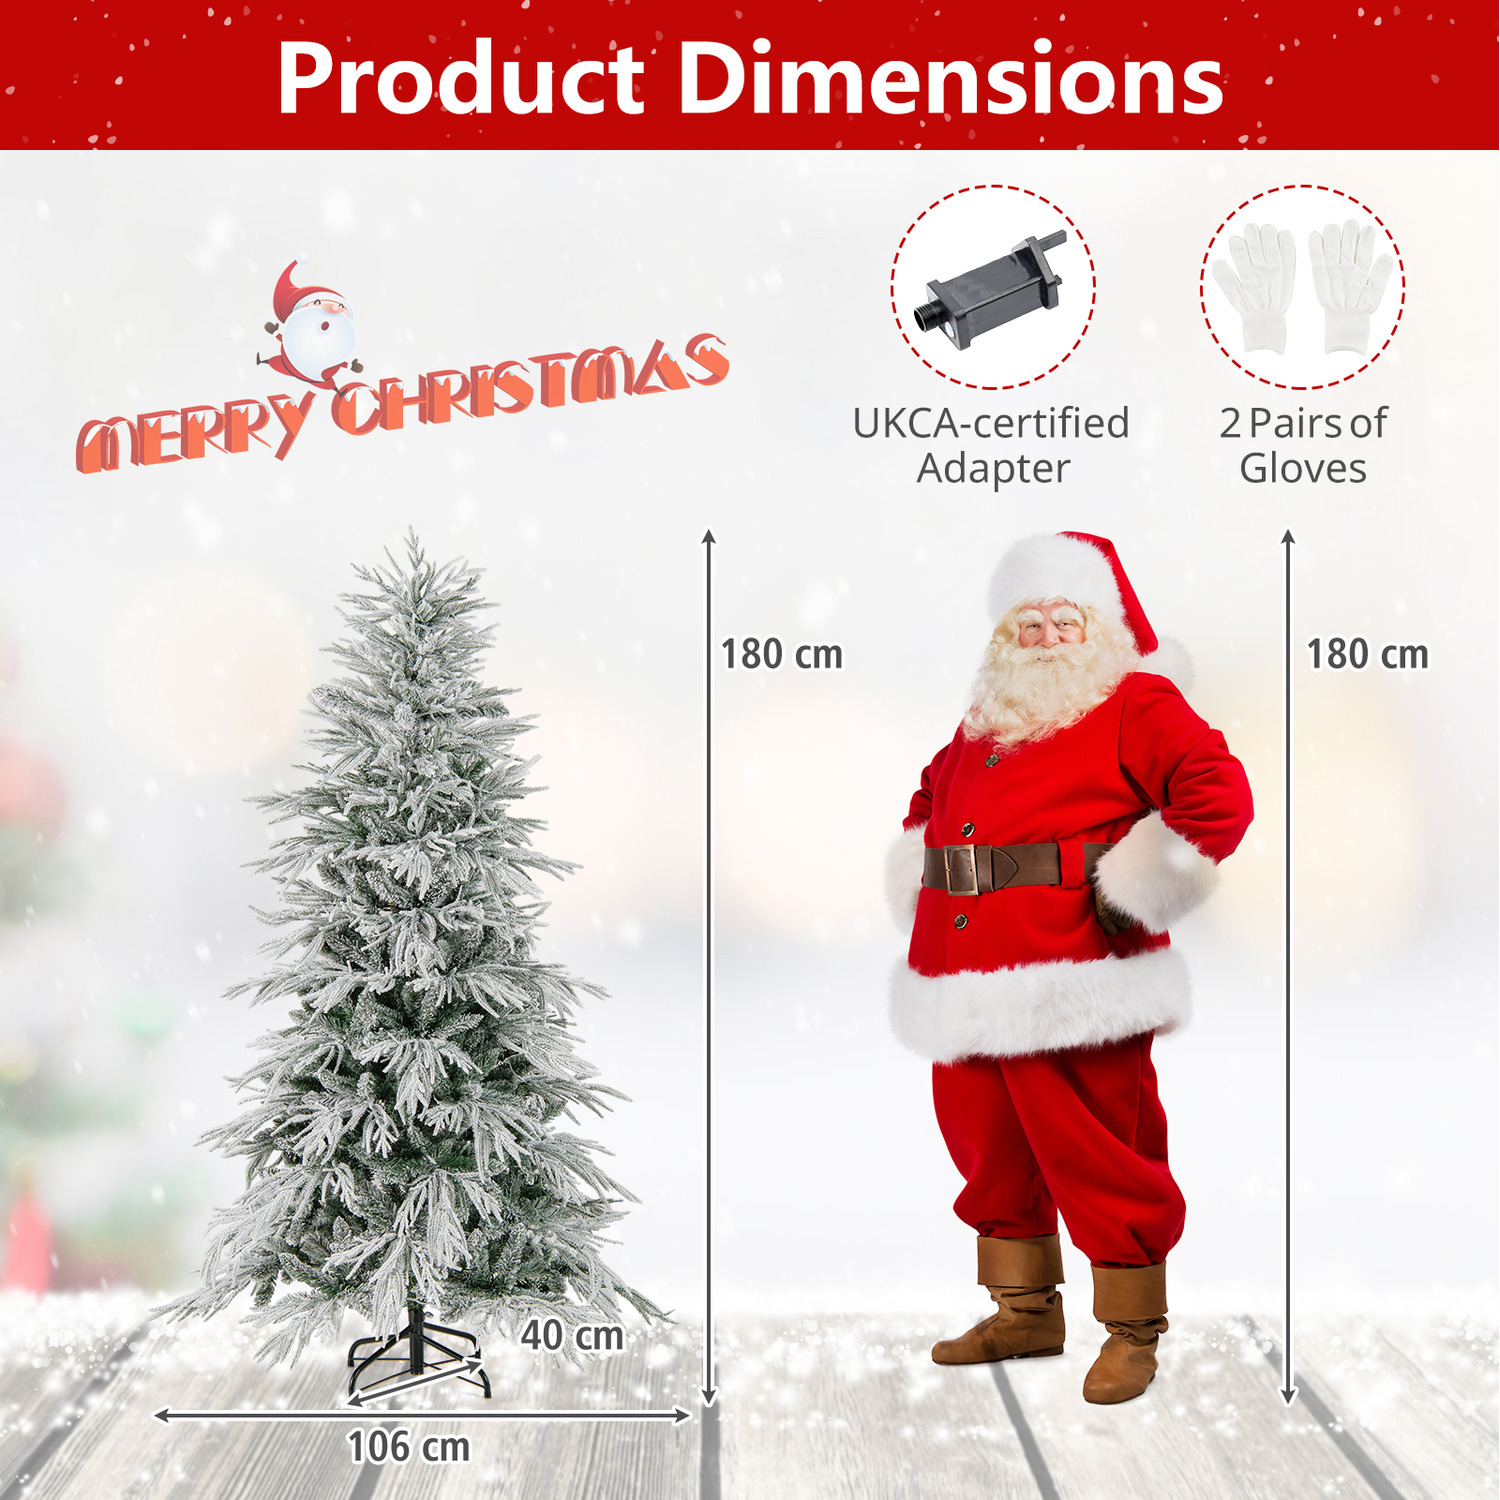 Product Dimensions
MERRY CHRISTMAS
UKCA-certified
Adapter
2 Pairs of
Gloves
180 cm
180 cm
40 cm
106 cm